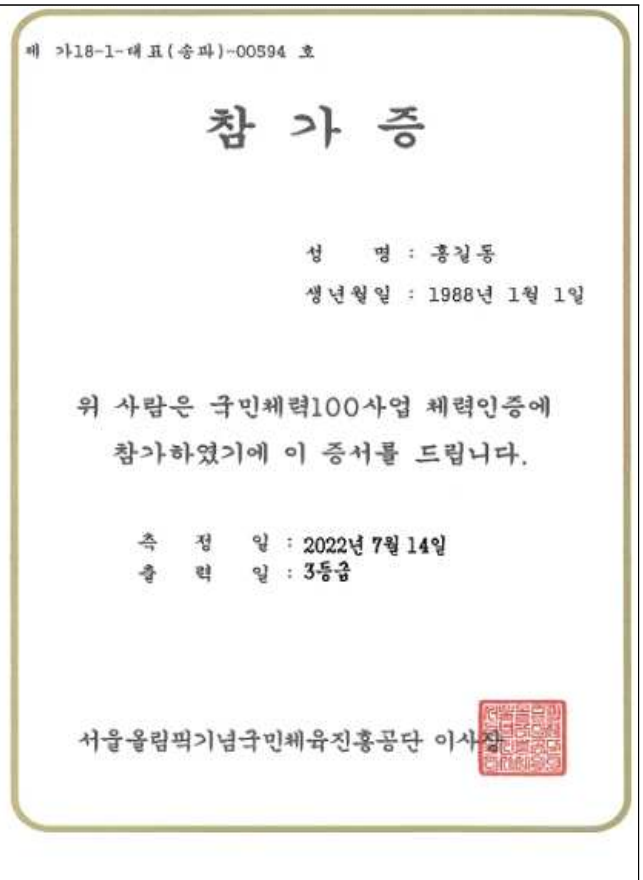 제 가18-1-대표(송파)-00594 호
참 가 증
성 명 : 홍길동
생년월일 : 1988년 1월 1일
위 사람은 국민체력100사업 체력인증에
참가하였기에 이 증서를 드립니다.
측 정 일 : 2022년 7월 14일
출 력 일 : 3등급
서울올림픽기념국민체육진흥공단 이사장